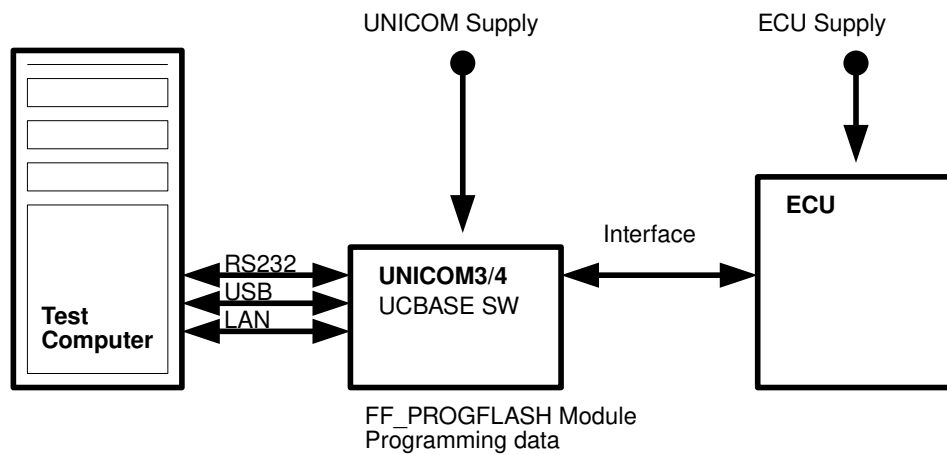 UNICOM Supply
ECU Supply
ECU
Interface
RS232
USB
LAN
UNICOM3/4
UCBASE SW
Test
Computer
FF_PROGFLASH Module
Programming data